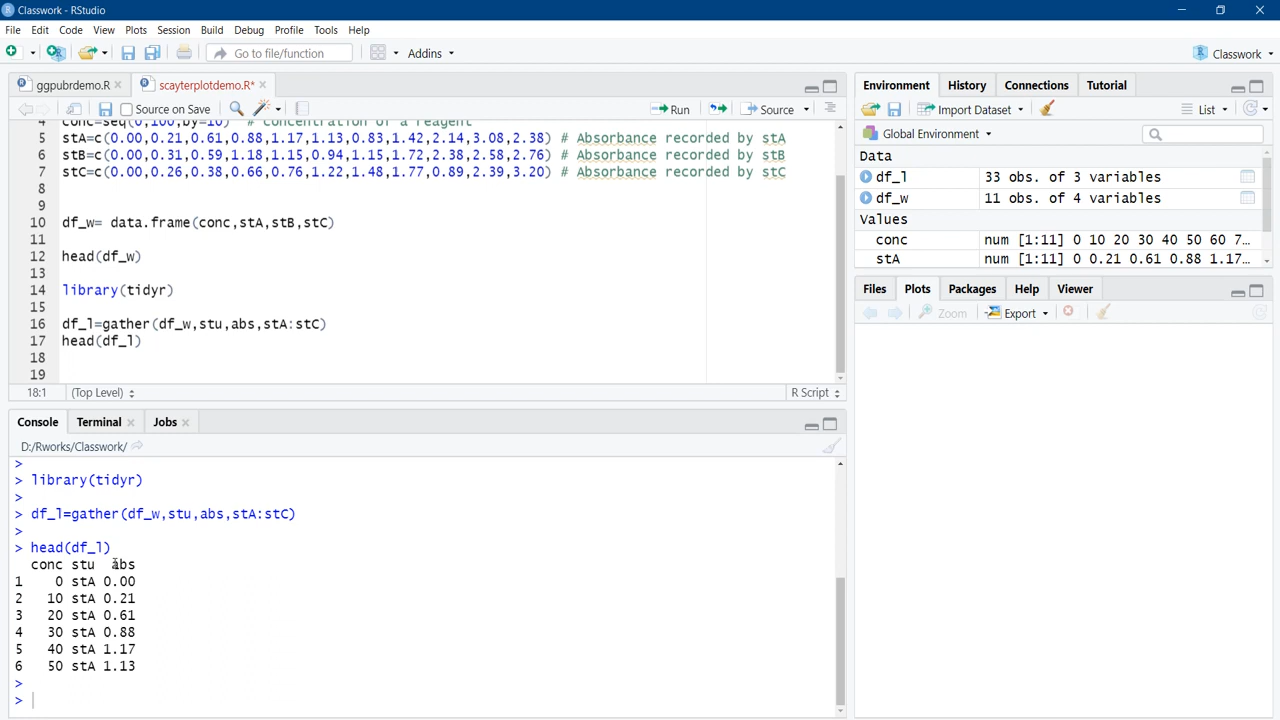 Classwork - RStudio
File Edit Code View Plots Session Build Debug Profile Tools Help
Go to file/function Addins Classwork
ggpubrdemo.R scayterplotdemo.R*
Source on Save Run Source
4 conc=seq(0,100,by=10) # Concentration of a reagent
5 stA=c(0.00,0.21,0.61,0.88,1.17,1.13,0.83,1.42,2.14,3.08,2.38) # Absorbance recorded by stA
6 stB=c(0.00,0.31,0.59,1.18,1.15,0.94,1.15,1.72,2.38,2.58,2.76) # Absorbance recorded by stB
7 stC=c(0.00,0.26,0.38,0.66,0.76,1.22,1.48,1.77,0.89,2.39,3.20) # Absorbance recorded by stC
8
9
10 df_w= data.frame(conc,stA,stB,stC)
11
12 head(df_w)
13
14 library(tidyr)
15
16 df_l=gather(df_w,stu,abs,stA:stC)
17 head(df_l)
18
19
18:1 (Top Level) R Script
Console Terminal Jobs
D:/Rworks/Classwork/
>
> library(tidyr)
>
> df_l=gather(df_w,stu,abs,stA:stC)
>
> head(df_l)
conc stu abs
1 0 stA 0.00
2 10 stA 0.21
3 20 stA 0.61
4 30 stA 0.88
5 40 stA 1.17
6 50 stA 1.13
>
>
Environment History Connections Tutorial
Import Dataset List
Global Environment
Data
df_l 33 obs. of 3 variables
df_w 11 obs. of 4 variables
Values
conc num [1:11] 0 10 20 30 40 50 60 7…
stA num [1:11] 0 0.21 0.61 0.88 1.17…
Files Plots Packages Help Viewer
Zoom Export